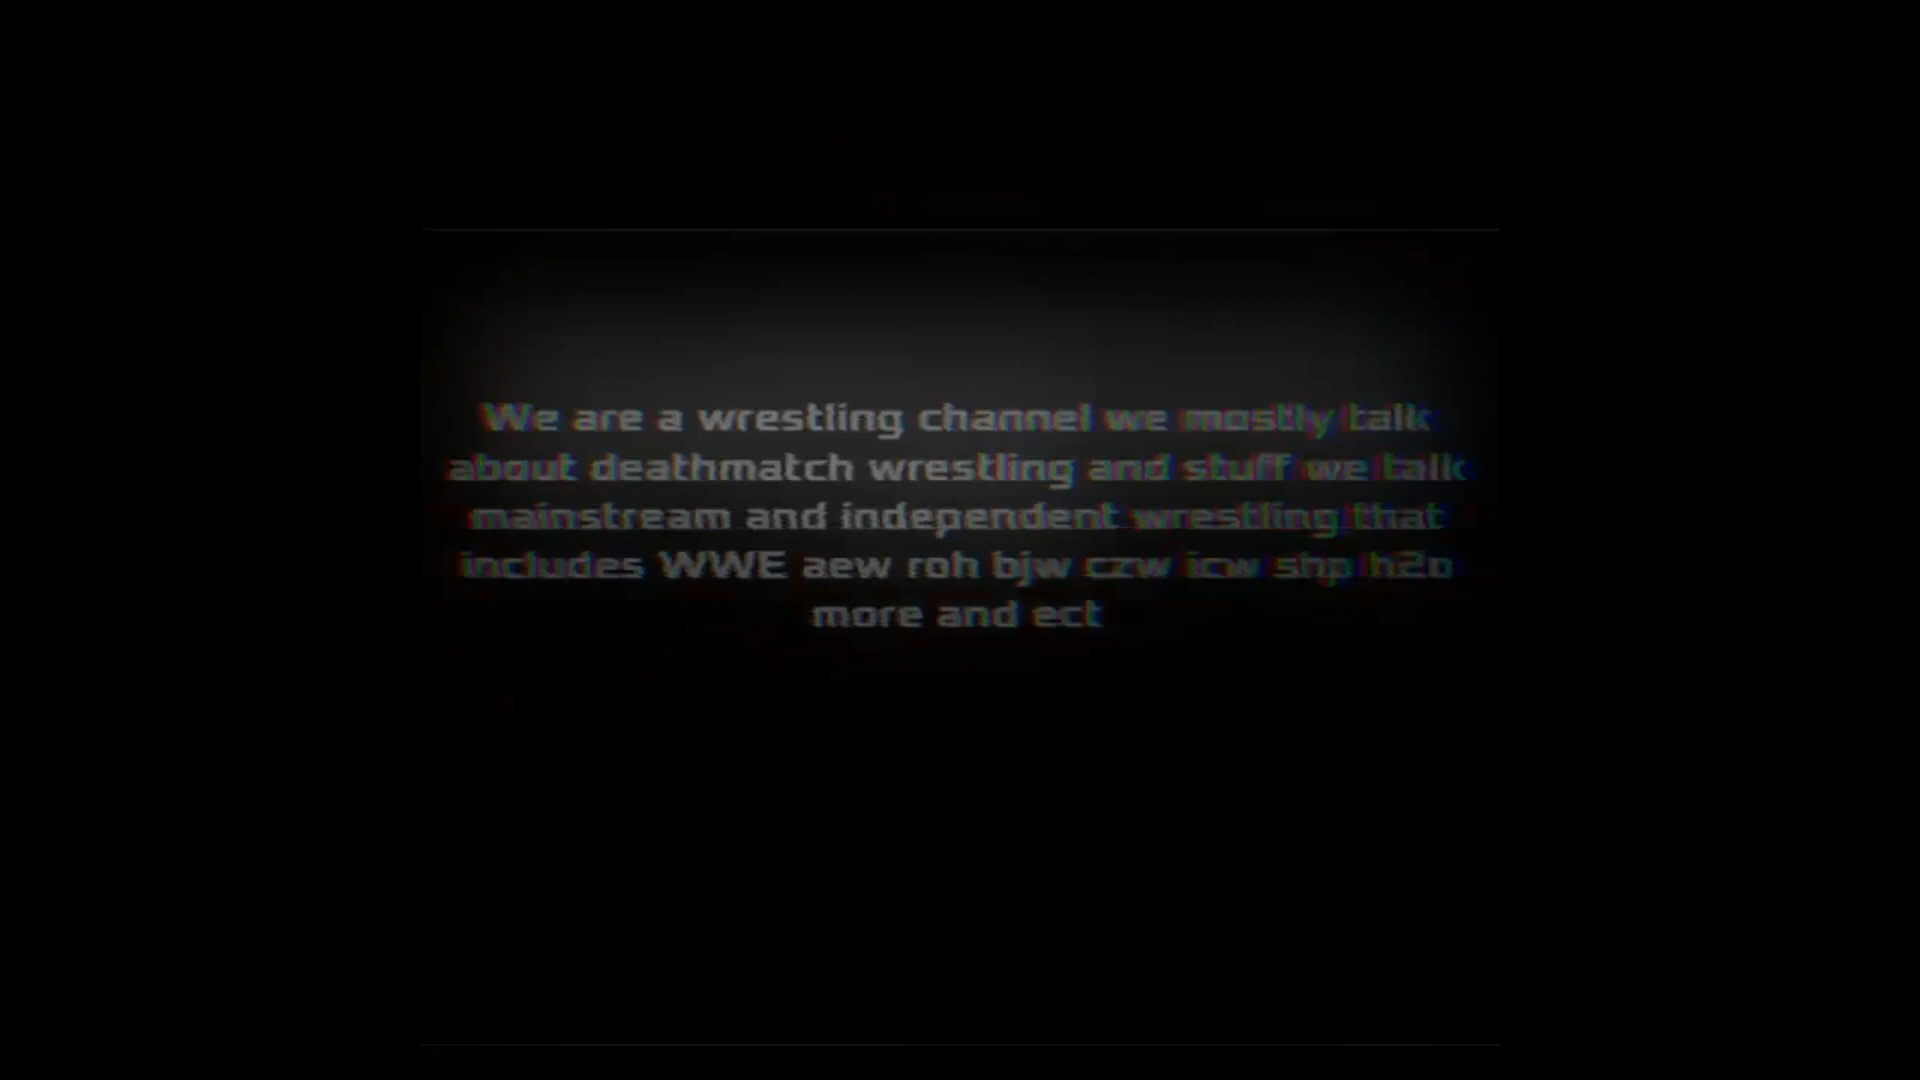 We are a wrestling channel we mostly talk
about deathmatch wrestling and stuff we talk
mainstream and independent wrestling that
includes WWE aew roh bjw czw icw shp h2o
more and ect